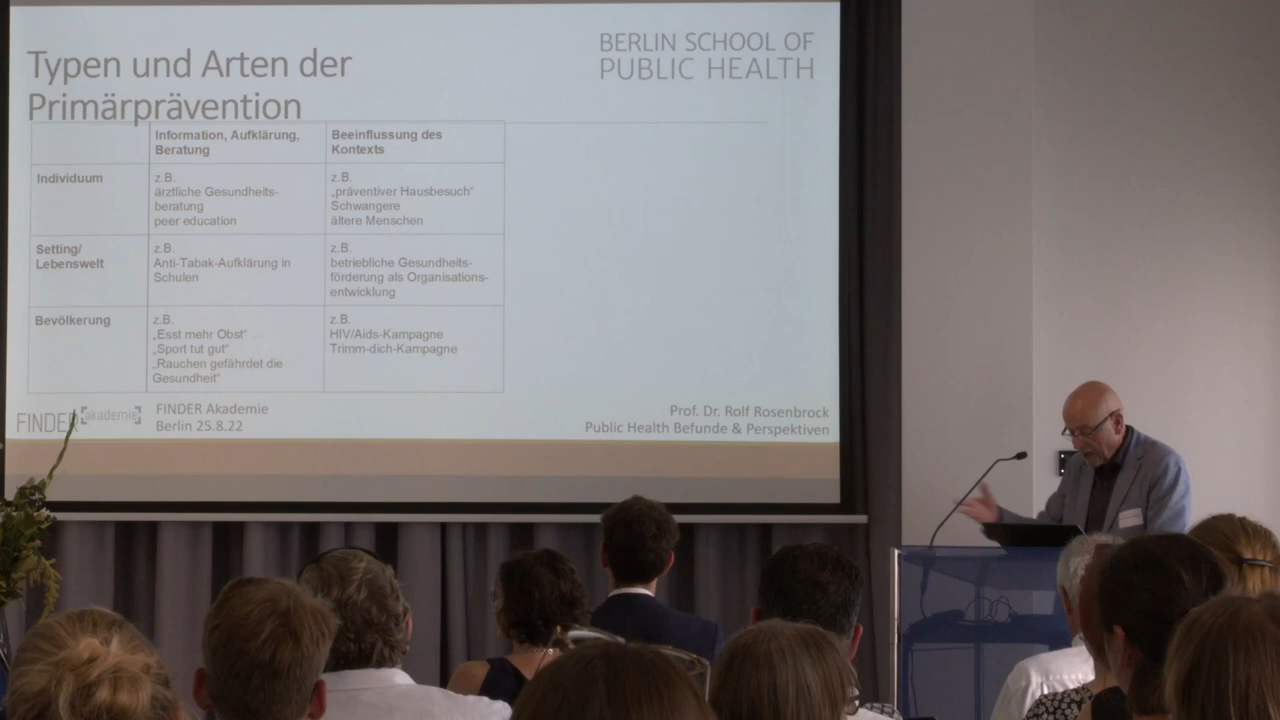 Typen und Arten der
Primärprävention
BERLIN SCHOOL OF
PUBLIC HEALTH
Information, Aufklärung,
Beratung
Beeinflussung des
Kontexts
Individuum
z.B.
ärztliche Gesundheits-
beratung
peer education
z.B.
„präventiver Hausbesuch“
Schwangere
ältere Menschen
Setting/
Lebenswelt
z.B.
Anti-Tabak-Aufklärung in
Schulen
z.B.
betriebliche Gesundheits-
förderung als Organisations-
entwicklung
Bevölkerung
z.B.
„Esst mehr Obst“
„Sport tut gut“
„Rauchen gefährdet die
Gesundheit“
z.B.
HIV/Aids-Kampagne
Trimm-dich-Kampagne
FINDER akademie
FINDER Akademie
Berlin 25.8.22
Prof. Dr. Rolf Rosenbrock
Public Health Befunde & Perspektiven